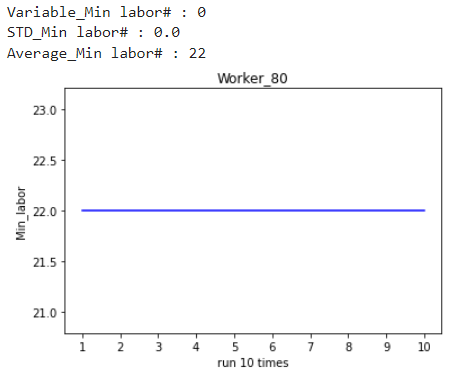 Variable_Min labor# : 0
STD_Min labor# : 0.0
Average_Min labor# : 22
Worker_80
23.0
22.5
22.0
21.5
21.0
Min_labor
1 2 3 4 5 6 7 8 9 10
run 10 times